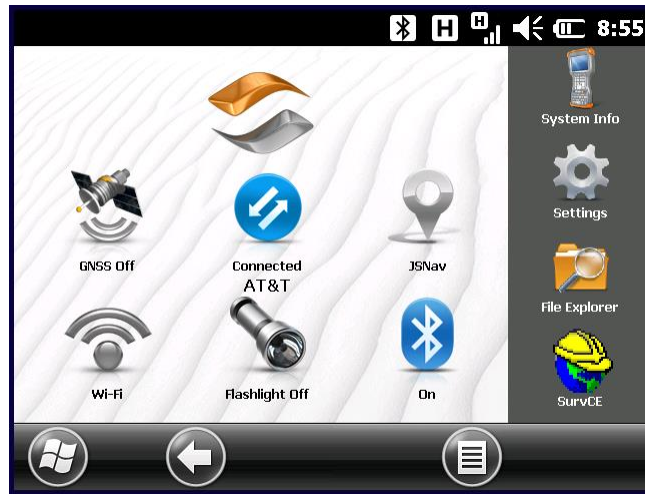 H H 8:55
System Info
Settings
GNSS Off
Connected
AT&T
JSNav
File Explorer
Wi-Fi
Flashlight Off
On
SurvCE